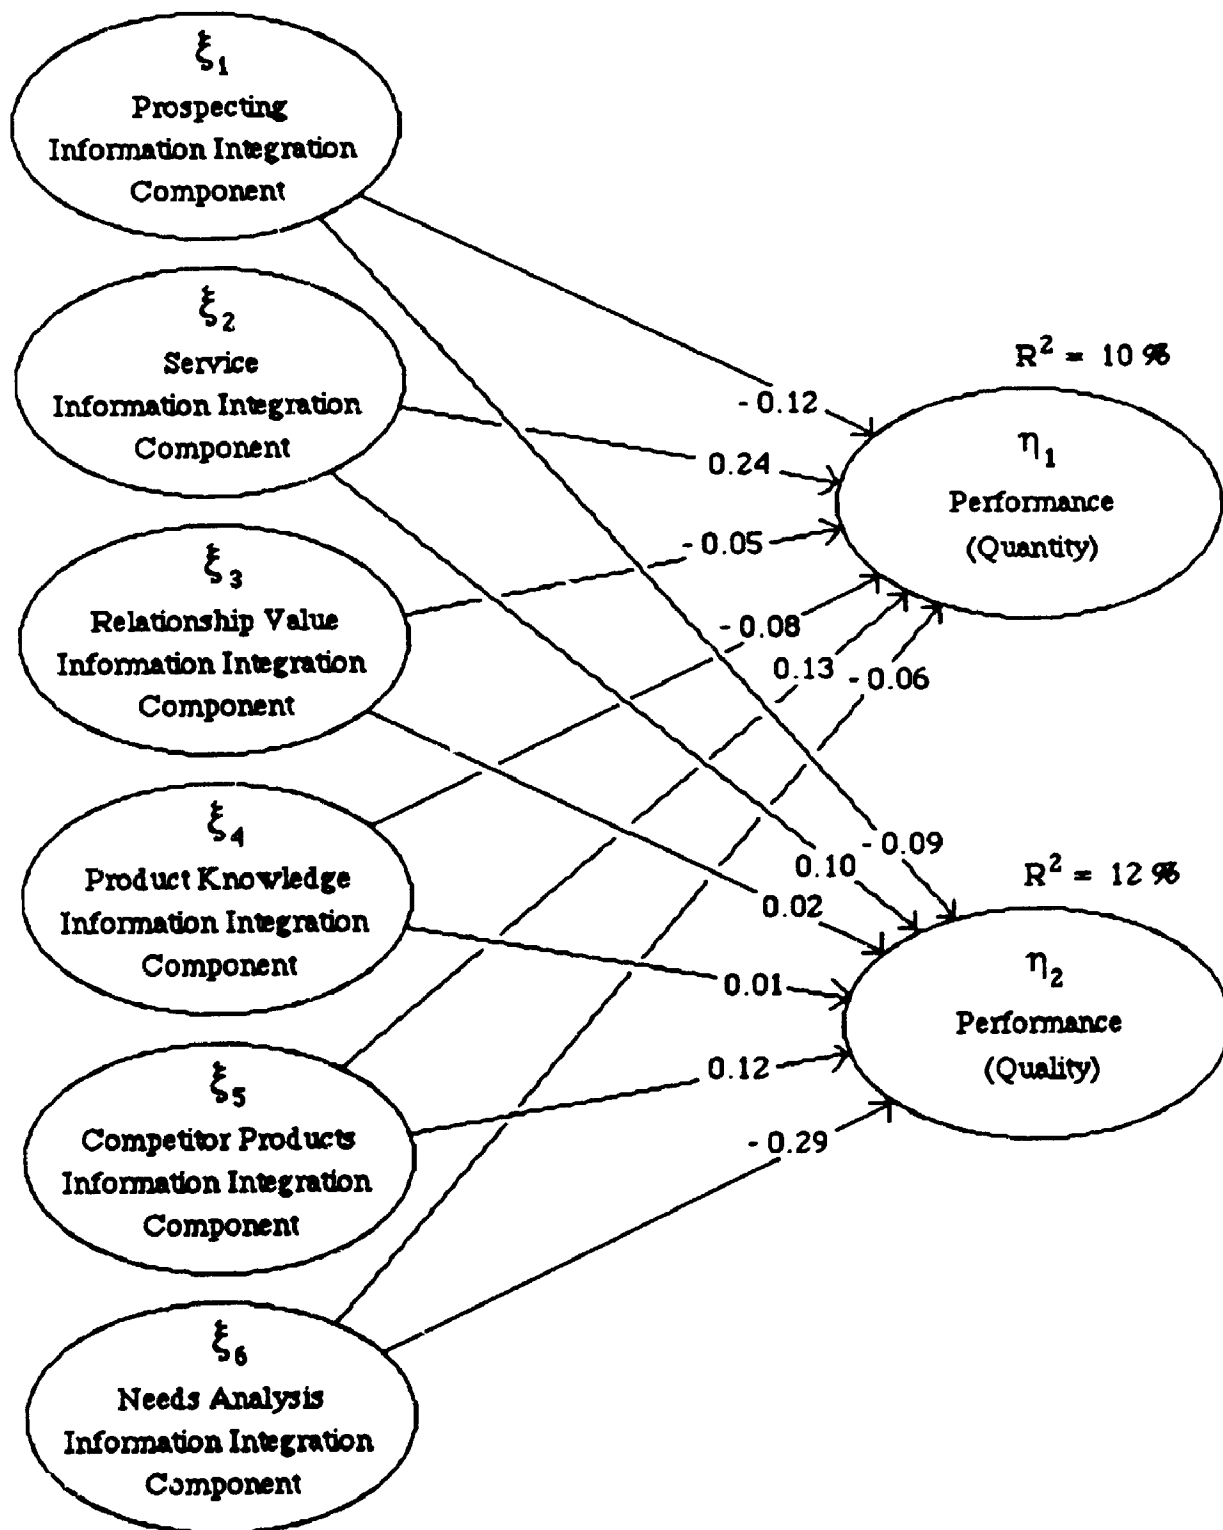 ξ1
Prospecting
Information Integration
Component
ξ2
Service
Information Integration
Component
ξ3
Relationship Value
Information Integration
Component
ξ4
Product Knowledge
Information Integration
Component
ξ5
Competitor Products
Information Integration
Component
ξ6
Needs Analysis
Information Integration
Component
- 0.12
0.24
- 0.05
- 0.08
0.13
- 0.06
R² = 10 %
η1
Performance
(Quantity)
- 0.09
0.10
0.02
0.01
0.12
- 0.29
R² = 12 %
η2
Performance
(Quality)